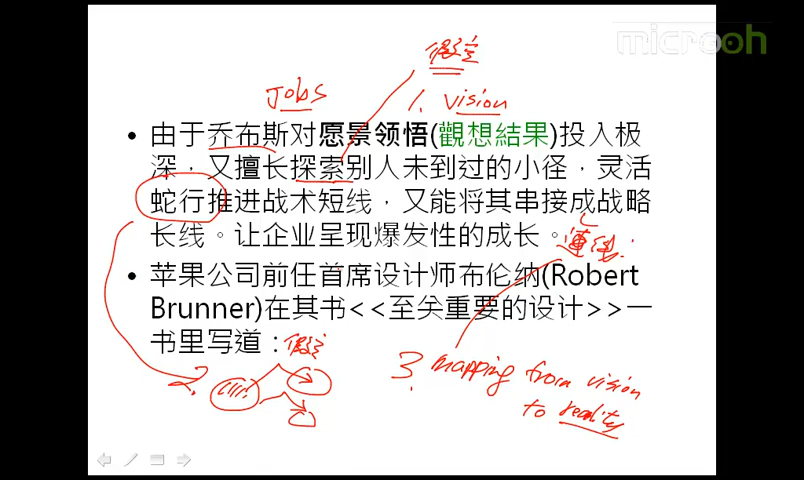 microoh
假空
Jobs
1. vision
• 由于乔布斯对愿景领悟(觀想結果)投入极
深，又擅长探索别人未到过的小径，灵活
蛇行推进战术短线，又能将其串接成战略
长线。让企业呈现爆发性的成长。
連結
• 苹果公司前任首席设计师布伦纳(Robert
Brunner)在其书<<至关重要的设计>>一
书里写道：
2.
3. mapping from vision
to reality